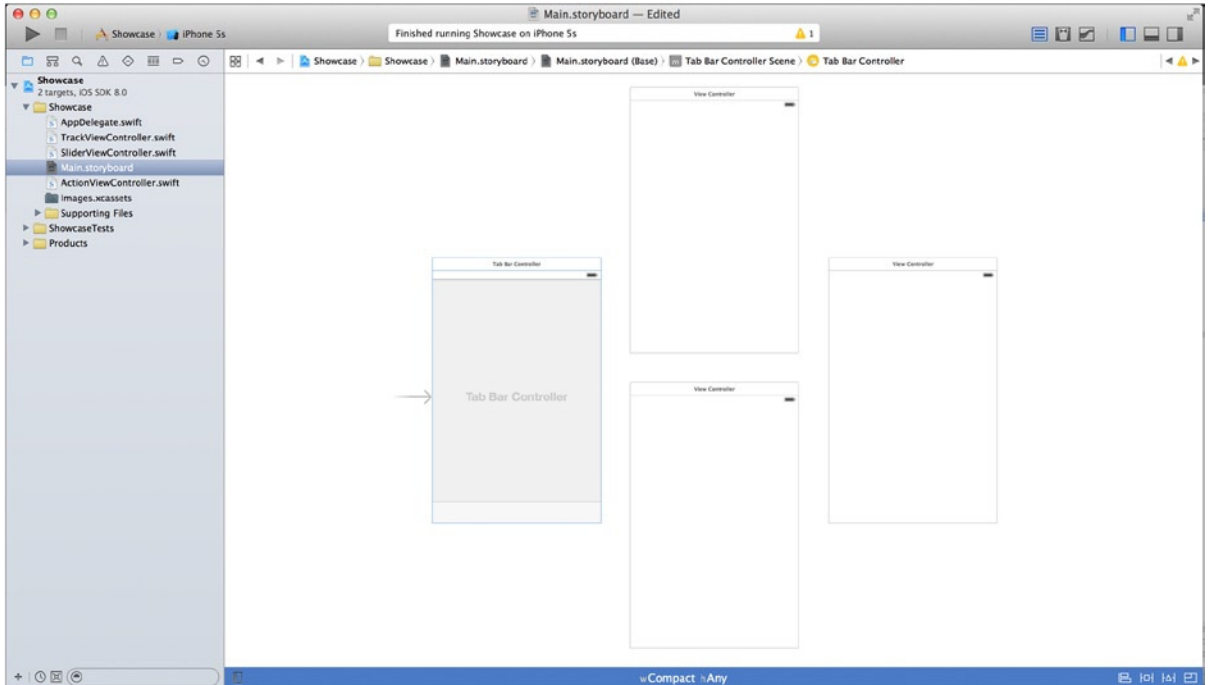 Main.storyboard — Edited
Showcase iPhone 5s
Finished running Showcase on iPhone 5s
1
Showcase Showcase Main.storyboard Main.storyboard (Base) Tab Bar Controller Scene Tab Bar Controller
Showcase
2 targets, iOS SDK 8.0
Showcase
AppDelegate.swift
TrackViewController.swift
SliderViewController.swift
Main.storyboard
ActionViewController.swift
Images.xcassets
Supporting Files
ShowcaseTests
Products
View Controller
Tab Bar Controller
View Controller
Tab Bar Controller
View Controller
wCompact hAny